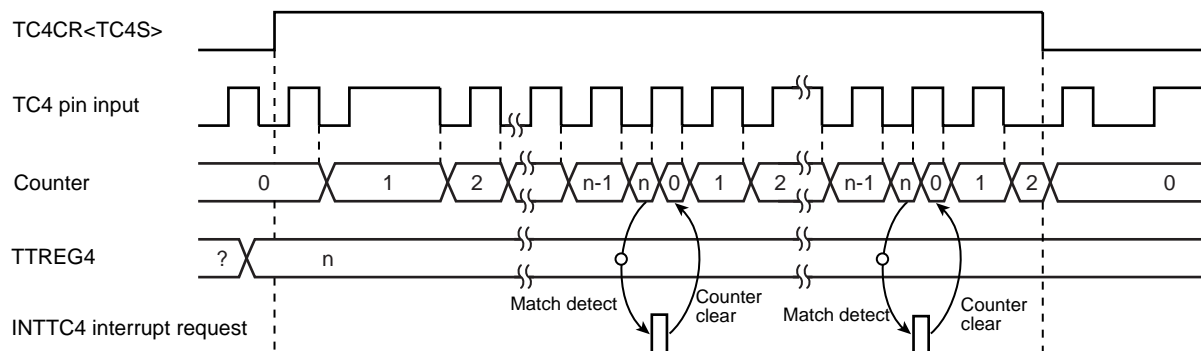 TC4CR<TC4S>
TC4 pin input
Counter 0 1 2 n-1 n 0 1 2 n-1 n 0 1 2 0
TTREG4 ? n
Match detect Counter clear Match detect Counter clear
INTTC4 interrupt request